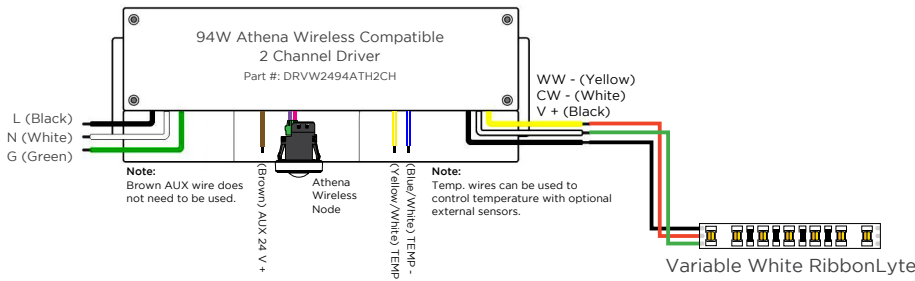 94W Athena Wireless Compatible
2 Channel Driver
Part #: DRVW2494ATH2CH
WW - (Yellow)
CW - (White)
V + (Black)
L (Black)
N (White)
G (Green)
Note:
Brown AUX wire does
not need to be used.
(Brown) AUX 24 V +
Athena
Wireless
Node
(Yellow/White) TEMP
(Blue/White) TEMP -
Note:
Temp. wires can be used to
control temperature with optional
external sensors.
Variable White RibbonLyte